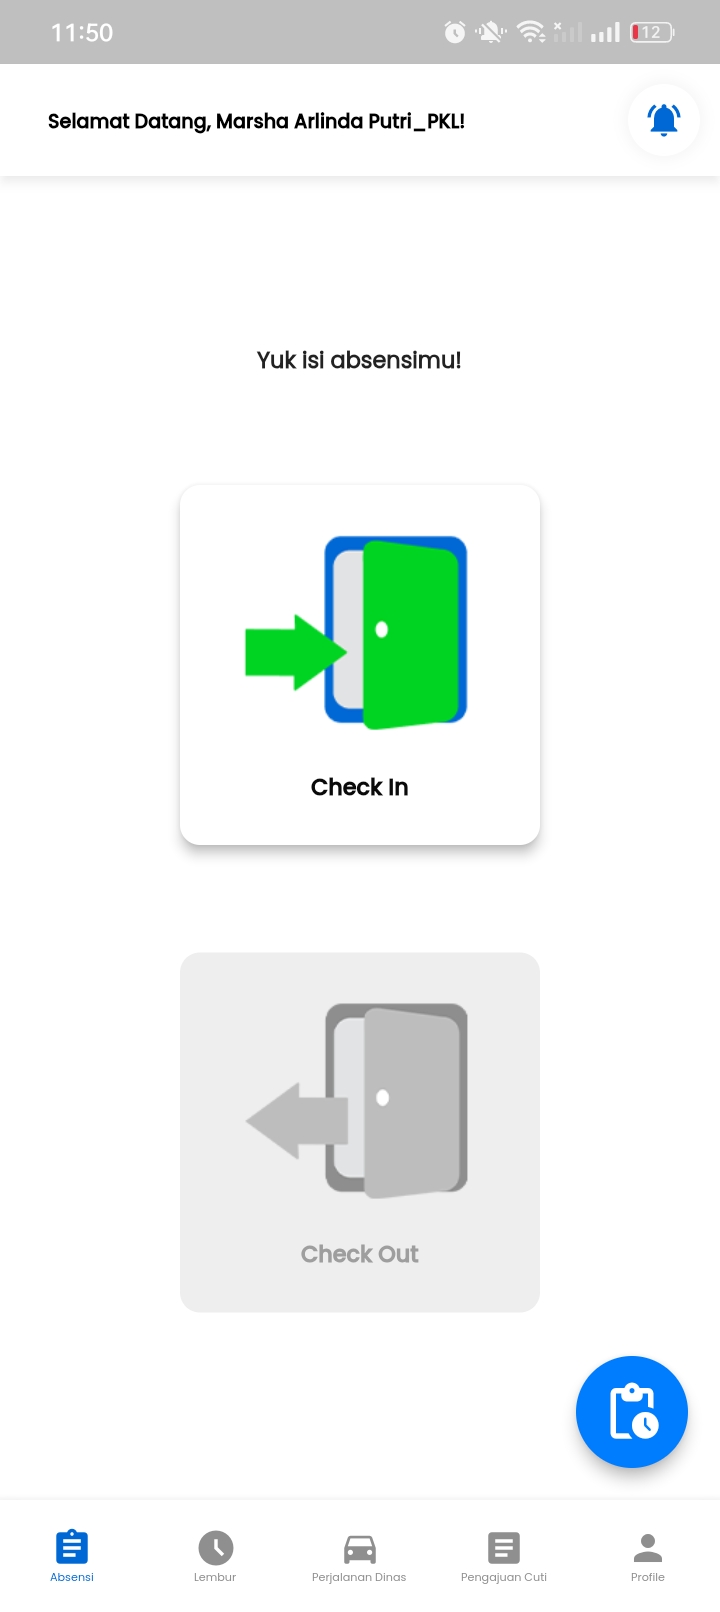 11:50
12
Selamat Datang, Marsha Arlinda Putri_PKL!
Yuk isi absensimu!
Check In
Check Out
Absensi
Lembur
Perjalanan Dinas
Pengajuan Cuti
Profile